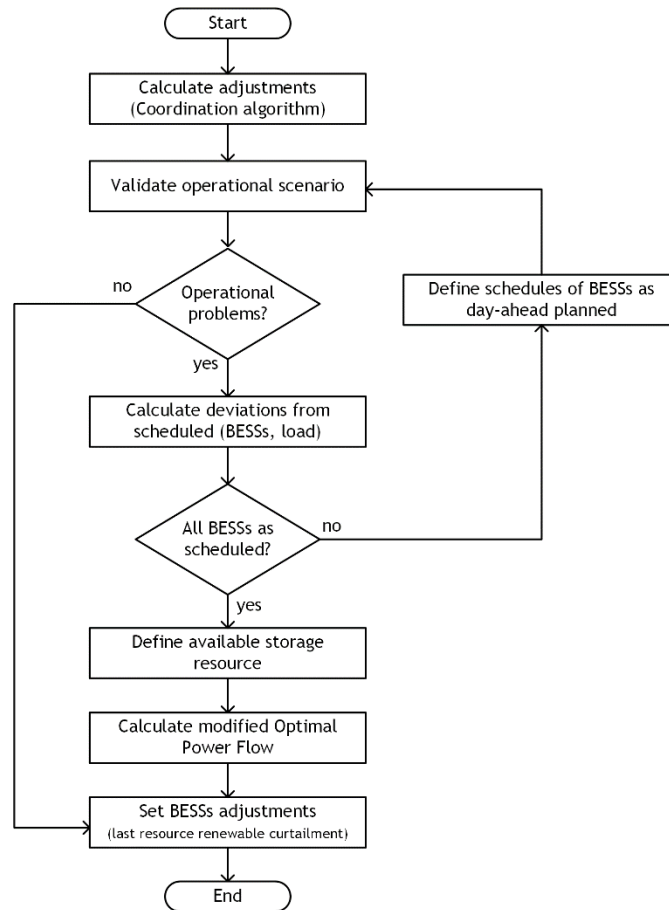 Start
Calculate adjustments
(Coordination algorithm)
Validate operational scenario
no
Operational
problems?
Define schedules of BESSs as
day-ahead planned
yes
Calculate deviations from
scheduled (BESSs, load)
All BESSs as
scheduled?
no
yes
Define available storage
resource
Calculate modified Optimal
Power Flow
Set BESSs adjustments
(last resource renewable curtailment)
End